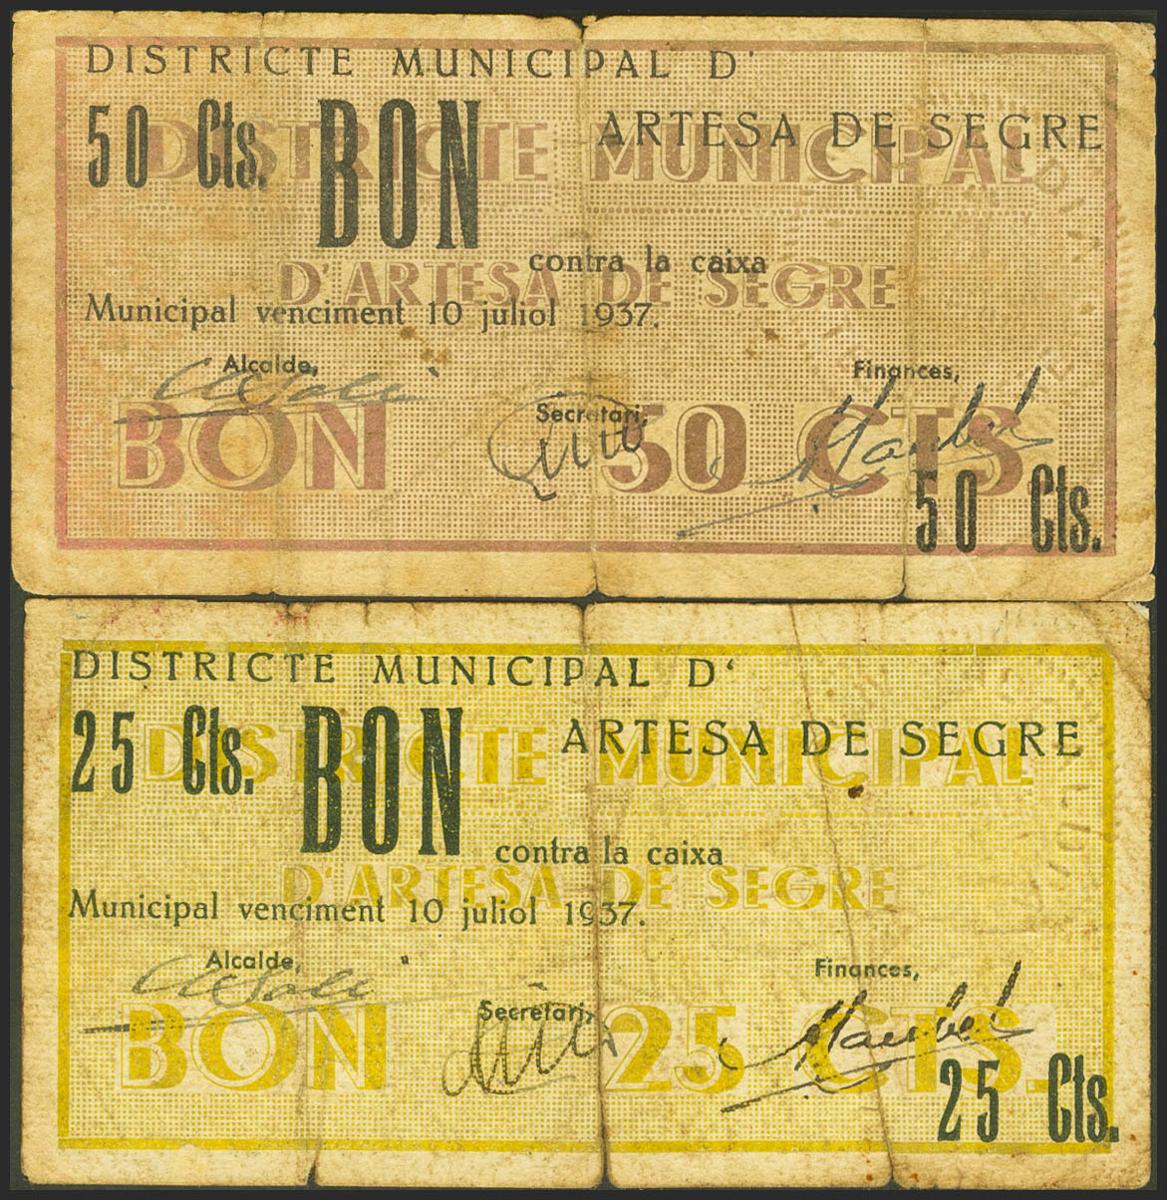 DISTRICTE MUNICIPAL D'
50 Cts. BON ARTESA DE SEGRE
DISTRICTE MUNICIPAL
contra la caixa
D'ARTESA DE SEGRE
Municipal venciment 10 juliol 1937.
Alcalde,
Finances,
Secretari,
BON 50 CTS
50 Cts.
DISTRICTE MUNICIPAL D'
25 Cts. BON ARTESA DE SEGRE
DISTRICTE MUNICIPAL
contra la caixa
D'ARTESA DE SEGRE
Municipal venciment 10 juliol 1937.
Alcalde,
Finances,
Secretari,
BON 25 CTS.
25 Cts.